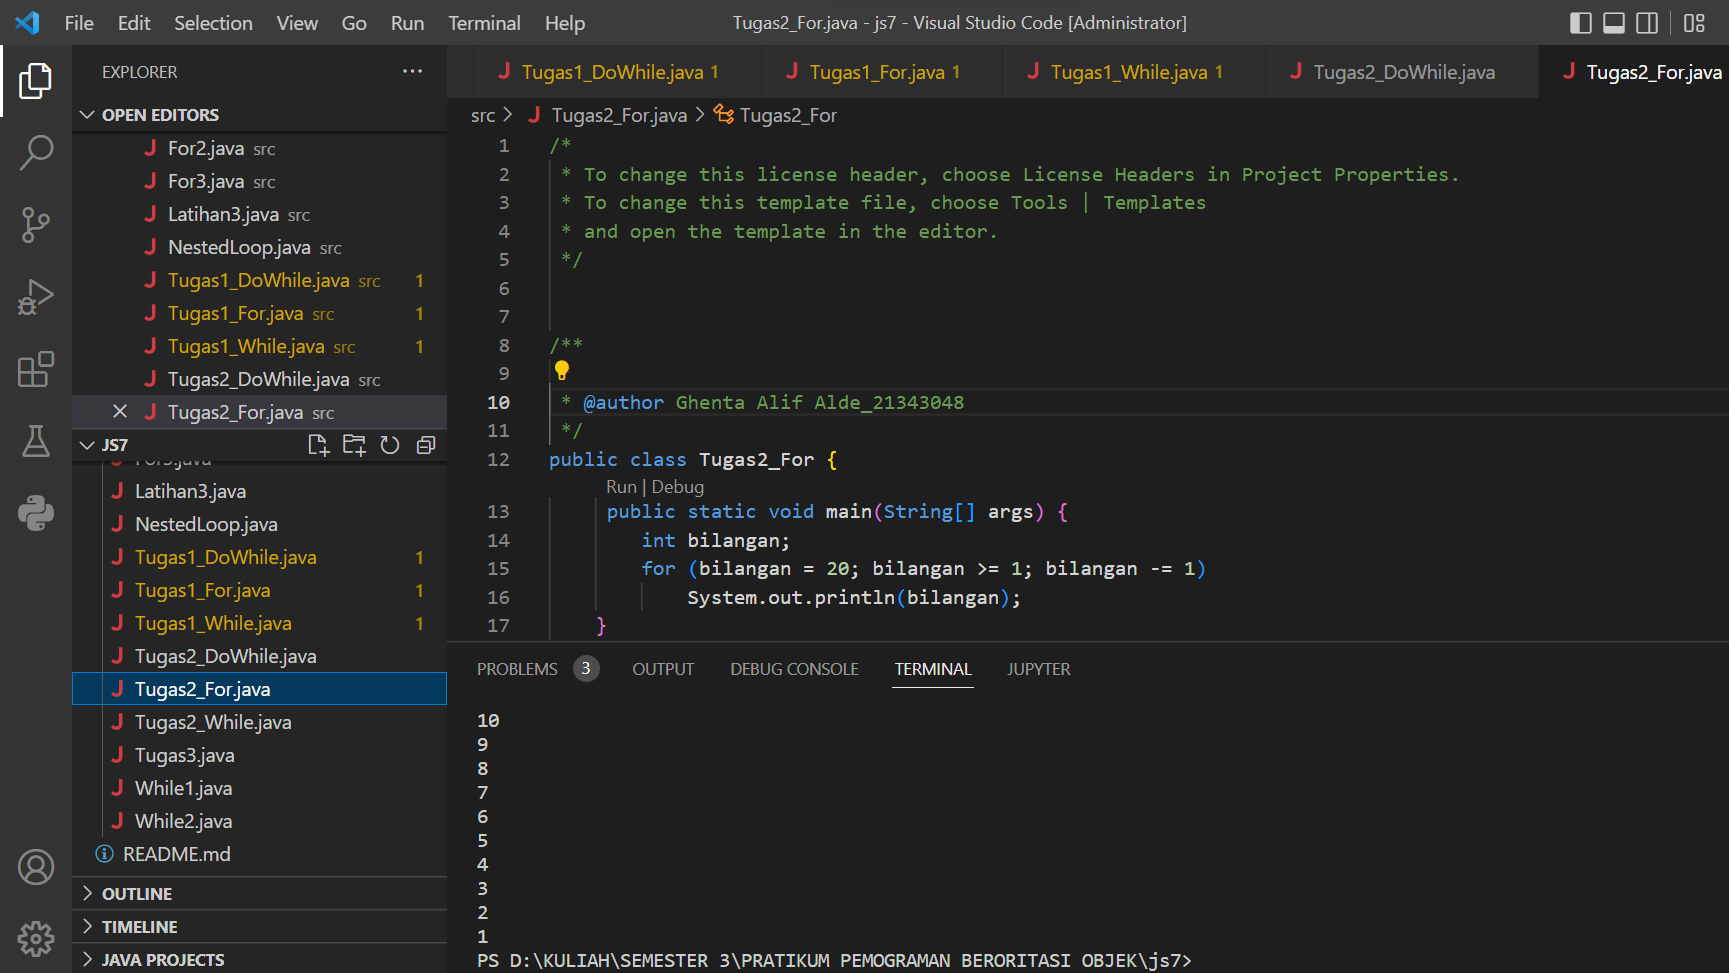 File Edit Selection View Go Run Terminal Help
Tugas2_For.java - js7 - Visual Studio Code [Administrator]
EXPLORER
OPEN EDITORS
For2.java src
For3.java src
Latihan3.java src
NestedLoop.java src
Tugas1_DoWhile.java src 1
Tugas1_For.java src 1
Tugas1_While.java src 1
Tugas2_DoWhile.java src
Tugas2_For.java src
JS7
For3.java
Latihan3.java
NestedLoop.java
Tugas1_DoWhile.java 1
Tugas1_For.java 1
Tugas1_While.java 1
Tugas2_DoWhile.java
Tugas2_For.java
Tugas2_While.java
Tugas3.java
While1.java
While2.java
README.md
OUTLINE
TIMELINE
JAVA PROJECTS
Tugas1_DoWhile.java 1
Tugas1_For.java 1
Tugas1_While.java 1
Tugas2_DoWhile.java
Tugas2_For.java
src > Tugas2_For.java > Tugas2_For
1 /*
2 * To change this license header, choose License Headers in Project Properties.
3 * To change this template file, choose Tools | Templates
4 * and open the template in the editor.
5 */
6
7
8 /**
9
10 * @author Ghenta Alif Alde_21343048
11 */
12 public class Tugas2_For {
Run | Debug
13 public static void main(String[] args) {
14 int bilangan;
15 for (bilangan = 20; bilangan >= 1; bilangan -= 1)
16 System.out.println(bilangan);
17 }
PROBLEMS 3 OUTPUT DEBUG CONSOLE TERMINAL JUPYTER
10
9
8
7
6
5
4
3
2
1
PS D:\KULIAH\SEMESTER 3\PRATIKUM PEMOGRAMAN BERORITASI OBJEK\js7>